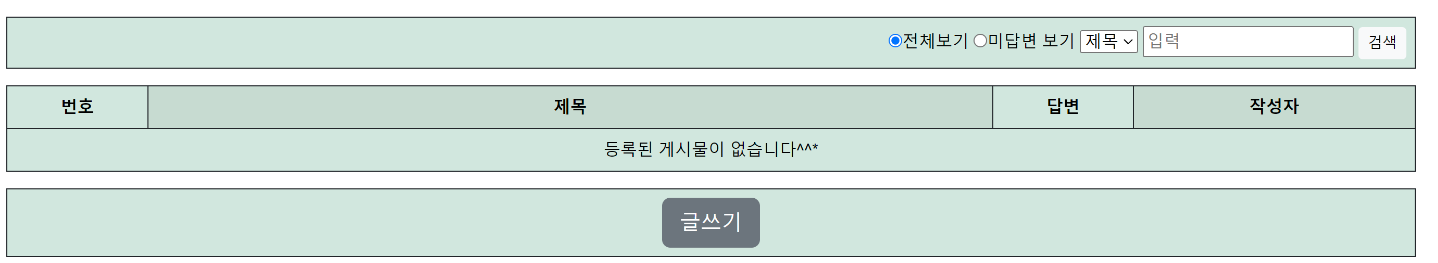 전체보기 미답변 보기 제목 입력 검색
번호 제목 답변 작성자
등록된 게시물이 없습니다^^*
글쓰기